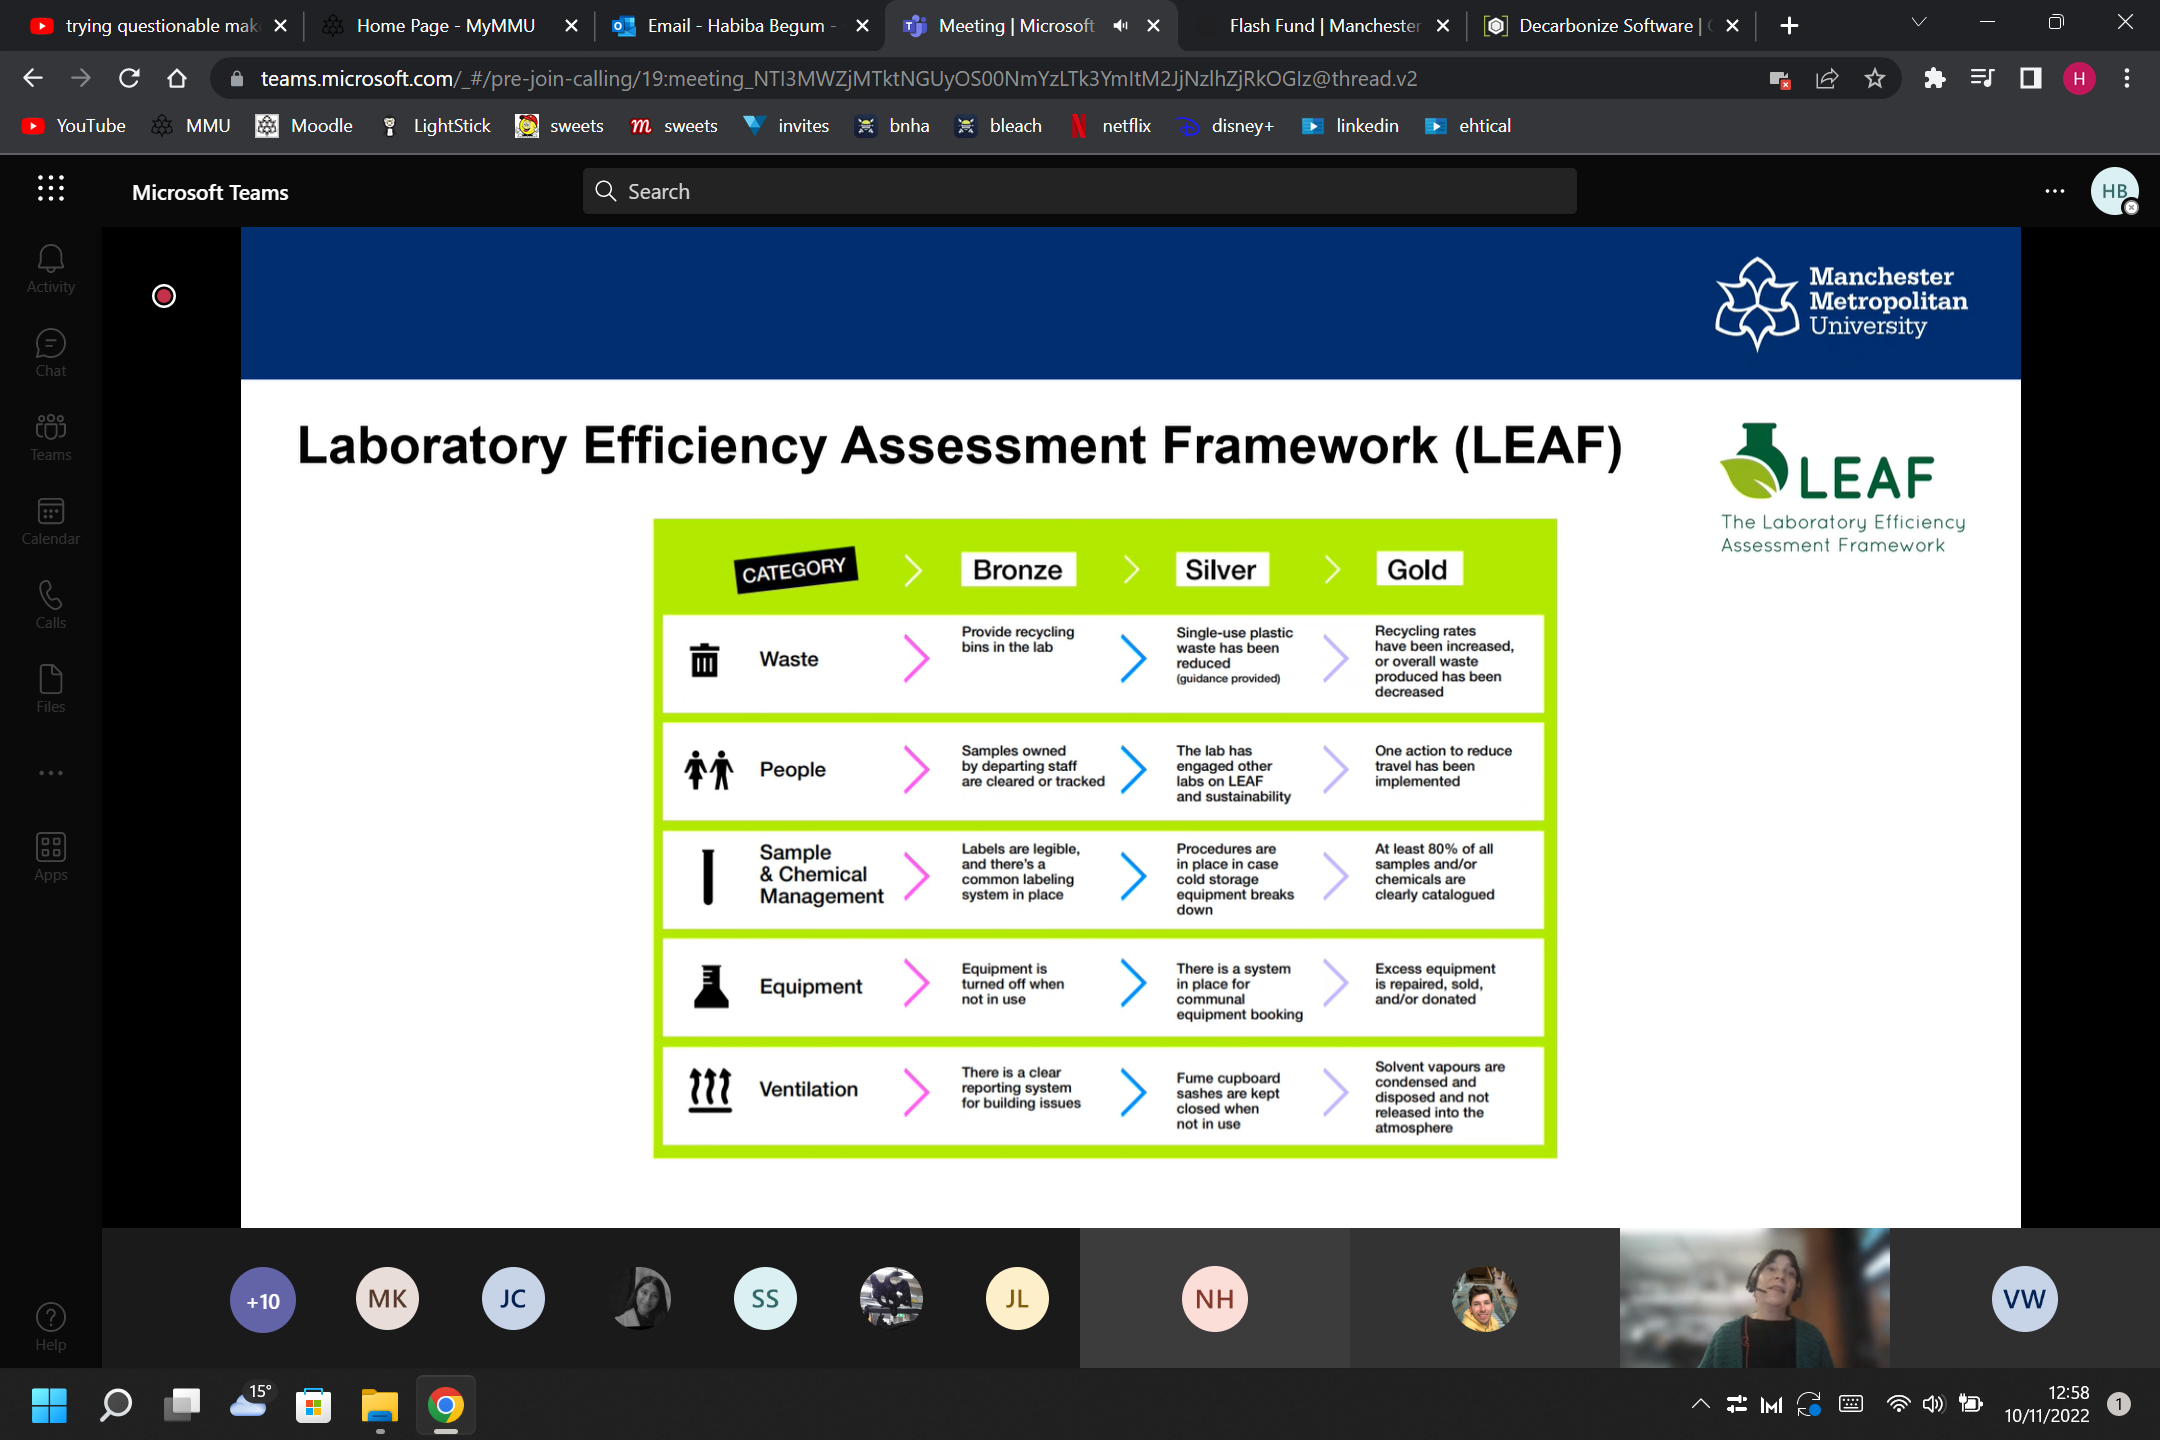 trying questionable mak
Home Page - MyMMU
Email - Habiba Begum -
Meeting | Microsoft
Flash Fund | Manchester
Decarbonize Software |
teams.microsoft.com/_#/pre-join-calling/19:meeting_NTI3MWZjMTktNGUyOS00NmYzLTk3YmItM2JjNzlhZjRkOGIz@thread.v2
H
YouTube
MMU
Moodle
LightStick
sweets
m sweets
invites
bnha
bleach
netflix
disney+
linkedin
ehtical
Microsoft Teams
Search
HB
Activity
Chat
Teams
Calendar
Calls
Files
Apps
Help
Manchester
Metropolitan
University
Laboratory Efficiency Assessment Framework (LEAF)
LEAF
The Laboratory Efficiency
Assessment Framework
CATEGORY
Bronze
Silver
Gold
Waste
Provide recycling
bins in the lab
Single-use plastic
waste has been
reduced
(guidance provided)
Recycling rates
have been increased,
or overall waste
produced has been
decreased
People
Samples owned
by departing staff
are cleared or tracked
The lab has
engaged other
labs on LEAF
and sustainability
One action to reduce
travel has been
implemented
Sample
& Chemical
Management
Labels are legible,
and there's a
common labeling
system in place
Procedures are
in place in case
cold storage
equipment breaks
down
At least 80% of all
samples and/or
chemicals are
clearly catalogued
Equipment
Equipment is
turned off when
not in use
There is a system
in place for
communal
equipment booking
Excess equipment
is repaired, sold,
and/or donated
Ventilation
There is a clear
reporting system
for building issues
Fume cupboard
sashes are kept
closed when
not in use
Solvent vapours are
condensed and
disposed and not
released into the
atmosphere
+10
MK
JC
SS
JL
NH
VW
15°
12:58
10/11/2022
1